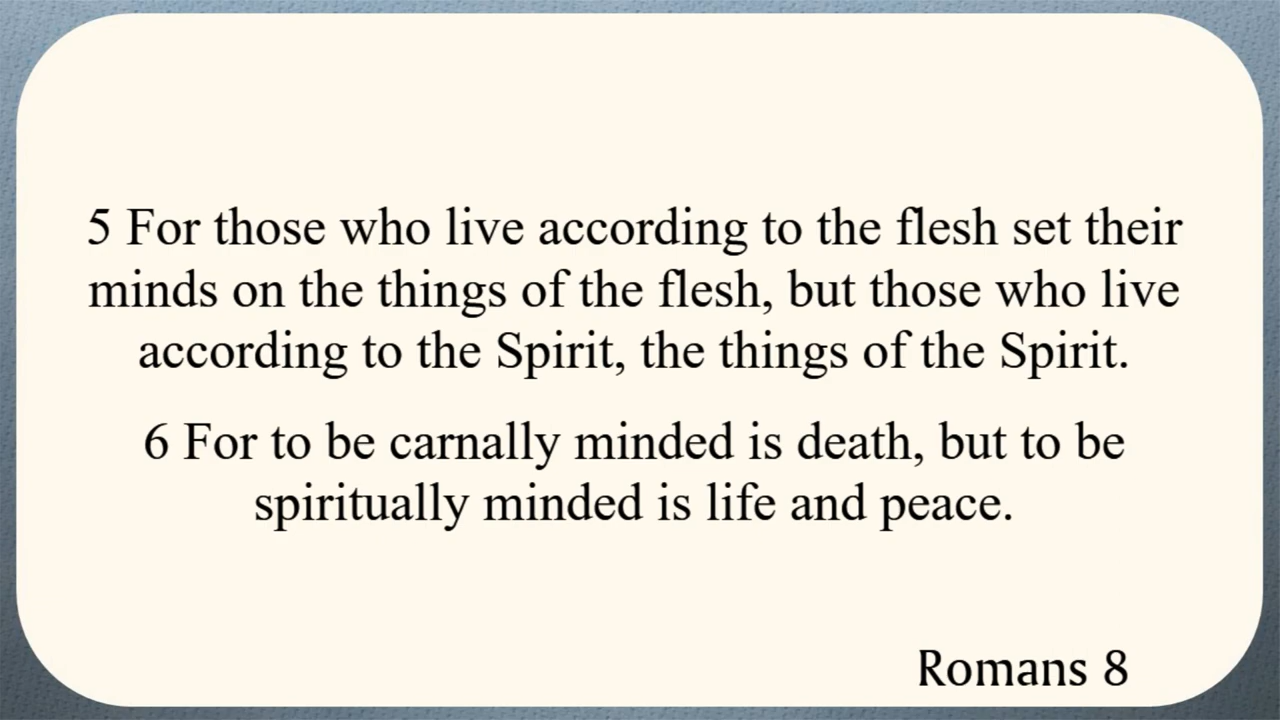 5 For those who live according to the flesh set their
minds on the things of the flesh, but those who live
according to the Spirit, the things of the Spirit.
6 For to be carnally minded is death, but to be
spiritually minded is life and peace.
Romans 8